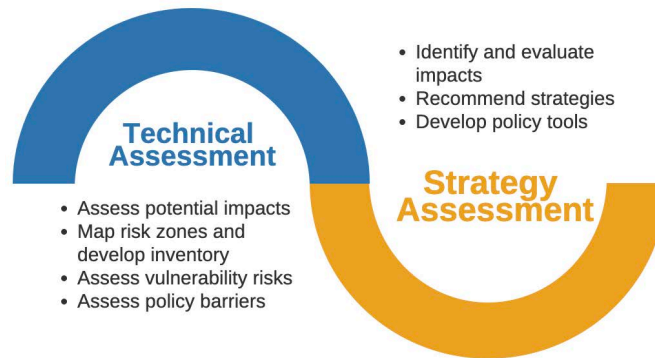 Technical
Assessment
• Assess potential impacts
• Map risk zones and
develop inventory
• Assess vulnerability risks
• Assess policy barriers
• Identify and evaluate
impacts
• Recommend strategies
• Develop policy tools
Strategy
Assessment